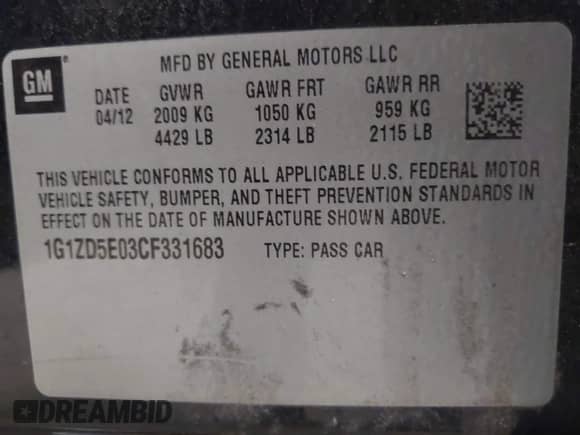 GM
MFD BY GENERAL MOTORS LLC
DATE GVWR GAWR FRT GAWR RR
04/12 2009 KG 1050 KG 959 KG
4429 LB 2314 LB 2115 LB
THIS VEHICLE CONFORMS TO ALL APPLICABLE U.S. FEDERAL MOTOR
VEHICLE SAFETY, BUMPER, AND THEFT PREVENTION STANDARDS IN
EFFECT ON THE DATE OF MANUFACTURE SHOWN ABOVE.
1G1ZD5E03CF331683 TYPE: PASS CAR
DREAMBID